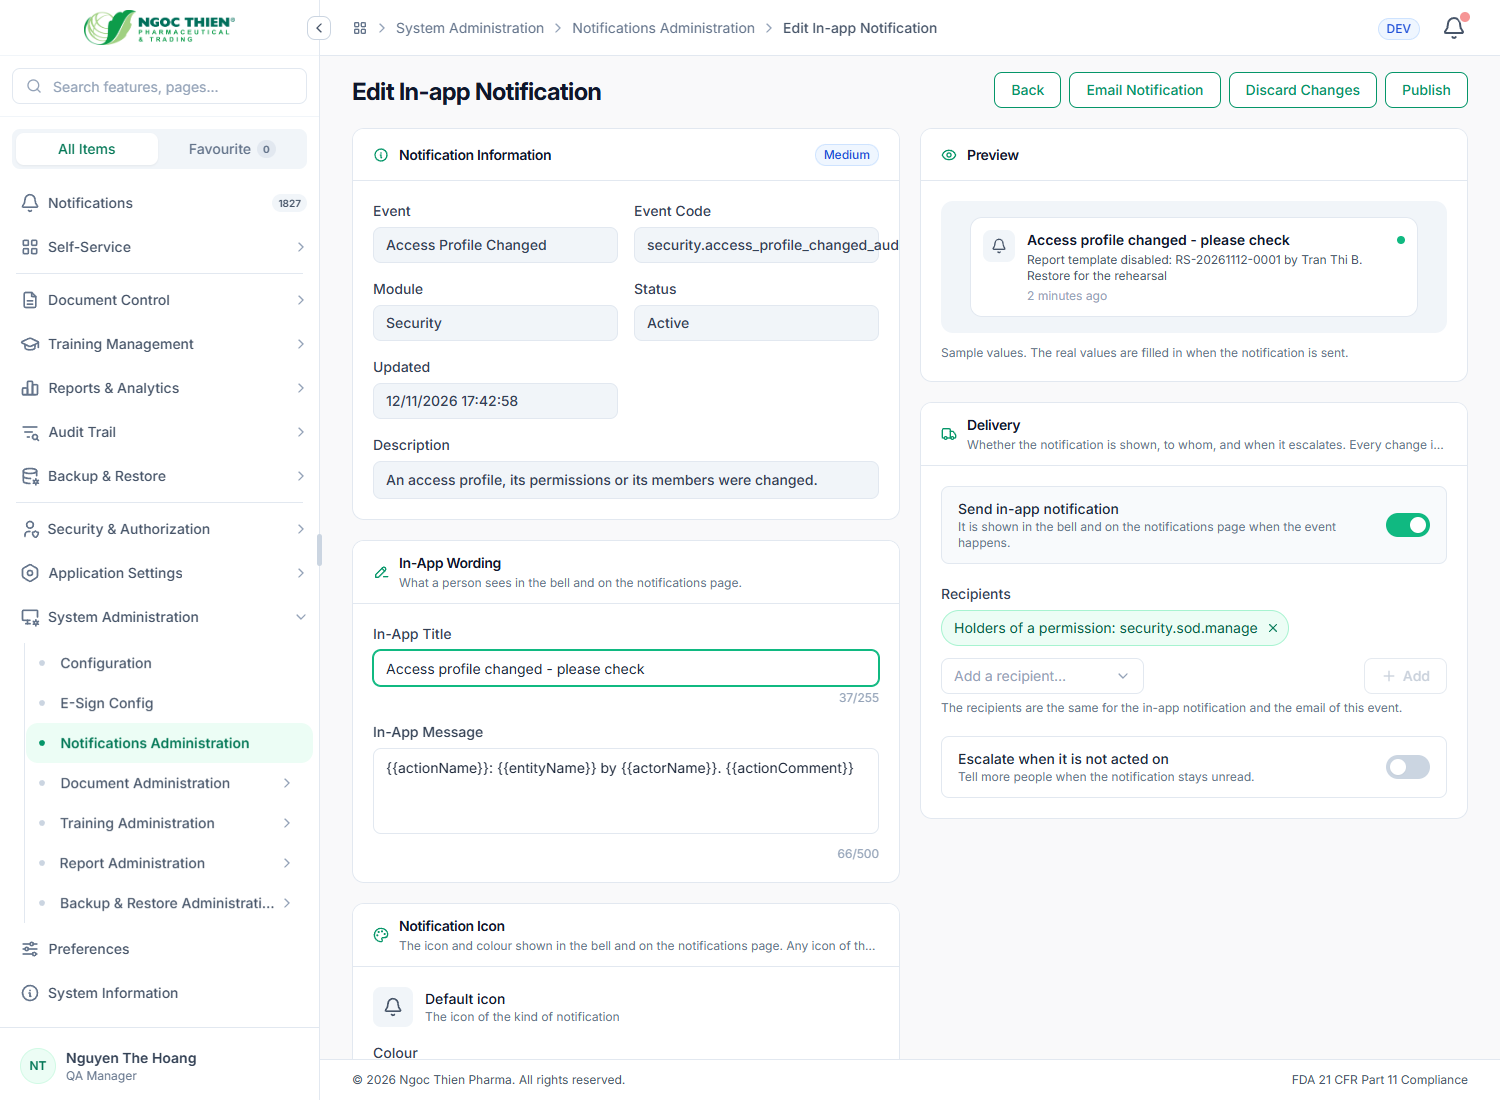 NGOC THIEN®
PHARMACEUTICAL
& TRADING
Search features, pages...
All Items
Favourite 0
Notifications 1827
Self-Service
Document Control
Training Management
Reports & Analytics
Audit Trail
Backup & Restore
Security & Authorization
Application Settings
System Administration
Configuration
E-Sign Config
Notifications Administration
Document Administration
Training Administration
Report Administration
Backup & Restore Administrati...
Preferences
System Information
NT
Nguyen The Hoang
QA Manager
System Administration
Notifications Administration
Edit In-app Notification
DEV
Edit In-app Notification
Back
Email Notification
Discard Changes
Publish
Notification Information
Medium
Event
Event Code
Access Profile Changed
security.access_profile_changed_aud
Module
Status
Security
Active
Updated
12/11/2026 17:42:58
Description
An access profile, its permissions or its members were changed.
In-App Wording
What a person sees in the bell and on the notifications page.
In-App Title
Access profile changed - please check
37/255
In-App Message
{{actionName}}: {{entityName}} by {{actorName}}. {{actionComment}}
66/500
Notification Icon
The icon and colour shown in the bell and on the notifications page. Any icon of th...
Default icon
The icon of the kind of notification
Colour
Preview
Access profile changed - please check
Report template disabled: RS-20261112-0001 by Tran Thi B.
Restore for the rehearsal
2 minutes ago
Sample values. The real values are filled in when the notification is sent.
Delivery
Whether the notification is shown, to whom, and when it escalates. Every change i...
Send in-app notification
It is shown in the bell and on the notifications page when the event
happens.
Recipients
Holders of a permission: security.sod.manage
Add a recipient...
Add
The recipients are the same for the in-app notification and the email of this event.
Escalate when it is not acted on
Tell more people when the notification stays unread.
© 2026 Ngoc Thien Pharma. All rights reserved.
FDA 21 CFR Part 11 Compliance